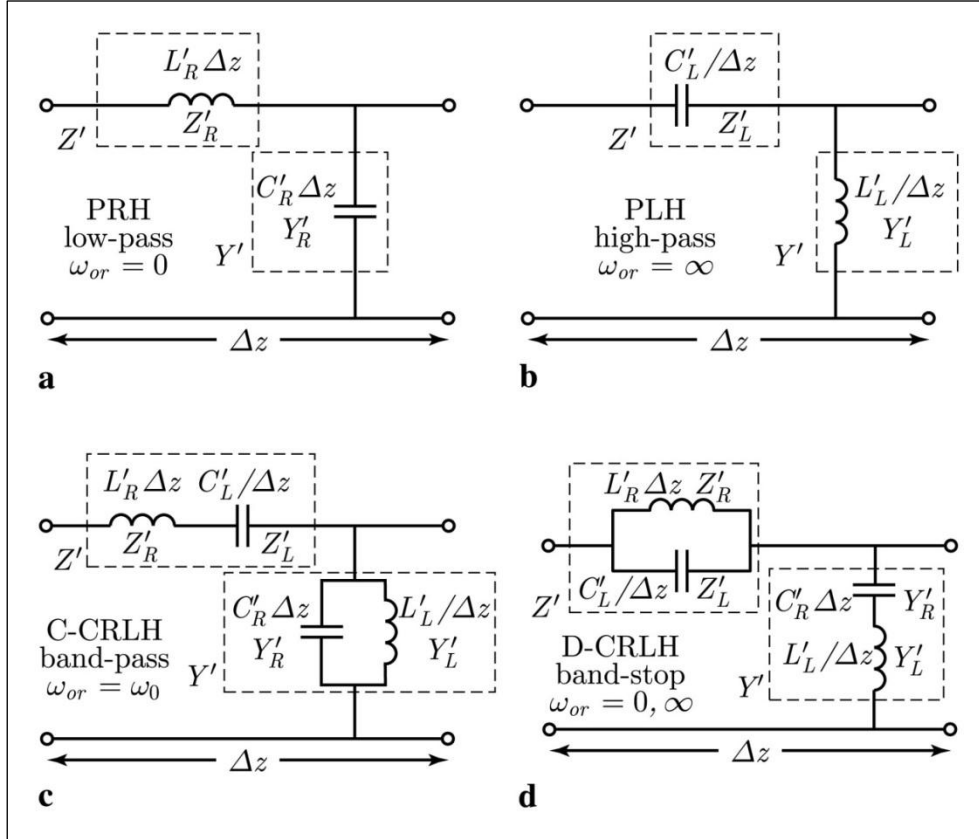 L′_R Δz
Z′_R
Z′
C′_R Δz
Y′_R
PRH
low-pass
ω_or = 0
Y′
Δz
a
C′_L/Δz
Z′_L
Z′
L′_L/Δz
Y′_L
PLH
high-pass
ω_or = ∞
Y′
Δz
b
L′_R Δz C′_L/Δz
Z′_R Z′_L
Z′
C′_R Δz L′_L/Δz
Y′_R Y′_L
C-CRLH
band-pass
ω_or = ω_0
Y′
Δz
c
L′_R Δz Z′_R
C′_L/Δz Z′_L
Z′
C′_R Δz Y′_R
L′_L/Δz Y′_L
D-CRLH
band-stop
ω_or = 0, ∞
Y′
Δz
d